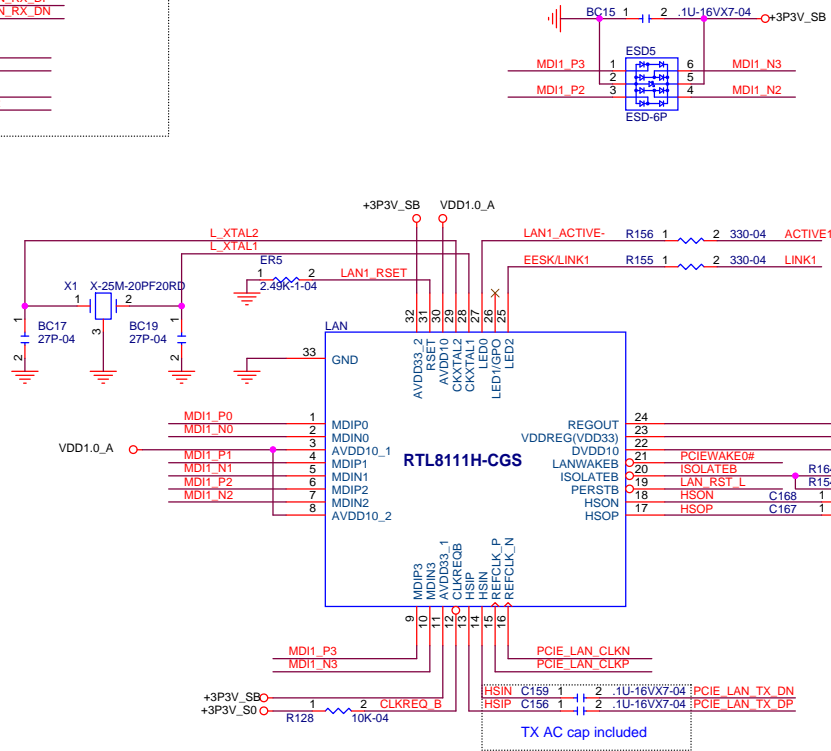 N_RX_DN
BC15 1 2 .1U-16VX7-04 +3P3V_SB
ESD5
MDI1_P3 1 6 MDI1_N3
2 5
MDI1_P2 3 4 MDI1_N2
ESD-6P
+3P3V_SB VDD1.0_A
L_XTAL2
LAN1_ACTIVE- R156 1 2 330-04 ACTIVE1
L_XTAL1
ER5
EESK/LINK1 R155 1 2 330-04 LINK1
1 2 LAN1_RSET
2.49K-1-04
X1 X-25M-20PF20RD
1 2
3
BC17
27P-04
1
2
BC19
27P-04
1
2
32 31 30 29 28 27 26 25
LAN
AVDD33_2
RSET
AVDD10
CKXTAL2
CKXTAL1
LED0
LED1/GPO
LED2
33 GND
MDI1_P0 1 MDIP0
MDI1_N0 2 MDIN0
VDD1.0_A 3 AVDD10_1
MDI1_P1 4 MDIP1
MDI1_N1 5 MDIN1
MDI1_P2 6 MDIP2
MDI1_N2 7 MDIN2
8 AVDD10_2
RTL8111H-CGS
REGOUT 24
VDDREG(VDD33) 23
DVDD10 22
LANWAKEB 21 PCIEWAKE0#
ISOLATEB 20 ISOLATEB
PERSTB 19 LAN_RST_L
HSON 18 HSON C168 1
HSOP 17 HSOP C167 1
MDIP3
MDIN3
AVDD33_1
CLKREQB
HSIP
HSIN
REFCLK_P
REFCLK_N
9 10 11 12 13 14 15 16
MDI1_P3 PCIE_LAN_CLKN
MDI1_N3 PCIE_LAN_CLKP
+3P3V_SB
HSIN C159 1 2 .1U-16VX7-04 PCIE_LAN_TX_DN
+3P3V_S0 1 2 CLKREQ_B
HSIP C156 1 2 .1U-16VX7-04 PCIE_LAN_TX_DP
R128 10K-04
TX AC cap included